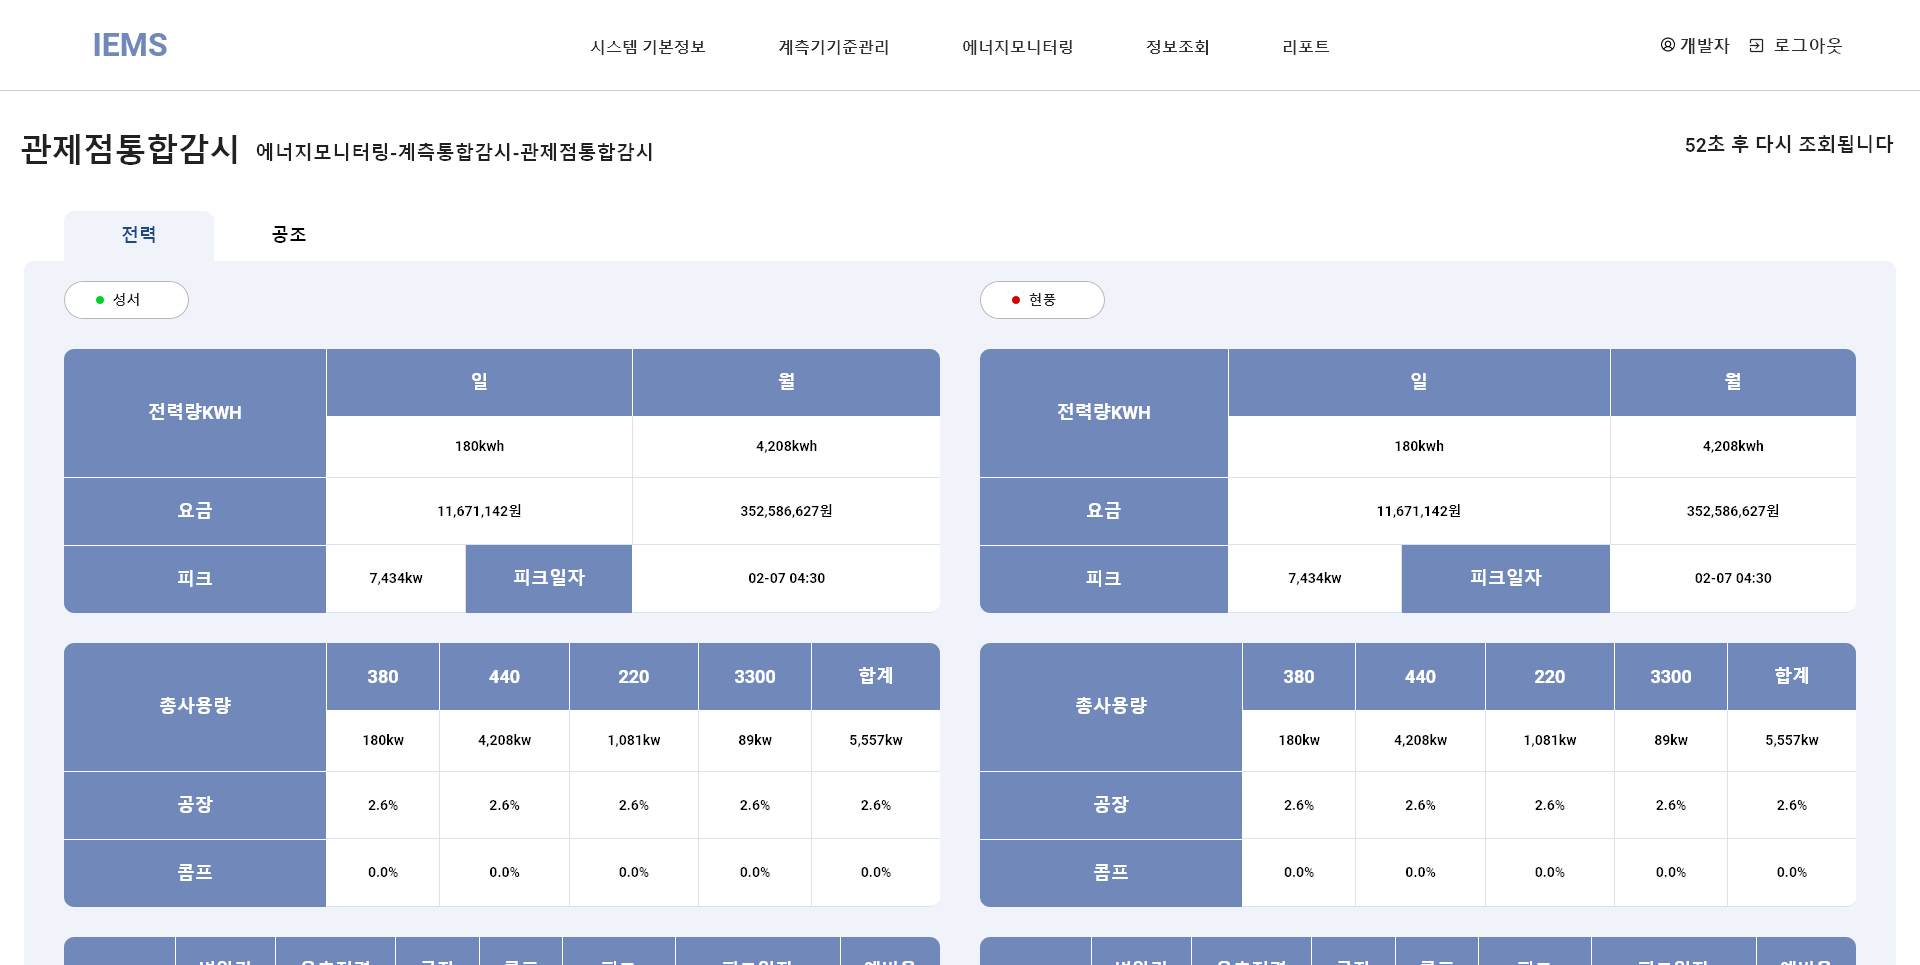 IEMS
시스템 기본정보 계측기기준관리 에너지모니터링 정보조회 리포트
개발자 로그아웃
관제점통합감시 에너지모니터링-계측통합감시-관제점통합감시
52초 후 다시 조회됩니다
전력 공조
성서
전력량KWH 일 월
180kwh 4,208kwh
요금 11,671,142원 352,586,627원
피크 7,434kw 피크일자 02-07 04:30
총사용량 380 440 220 3300 합계
180kw 4,208kw 1,081kw 89kw 5,557kw
공장 2.6% 2.6% 2.6% 2.6% 2.6%
콤프 0.0% 0.0% 0.0% 0.0% 0.0%
현풍
전력량KWH 일 월
180kwh 4,208kwh
요금 11,671,142원 352,586,627원
피크 7,434kw 피크일자 02-07 04:30
총사용량 380 440 220 3300 합계
180kw 4,208kw 1,081kw 89kw 5,557kw
공장 2.6% 2.6% 2.6% 2.6% 2.6%
콤프 0.0% 0.0% 0.0% 0.0% 0.0%